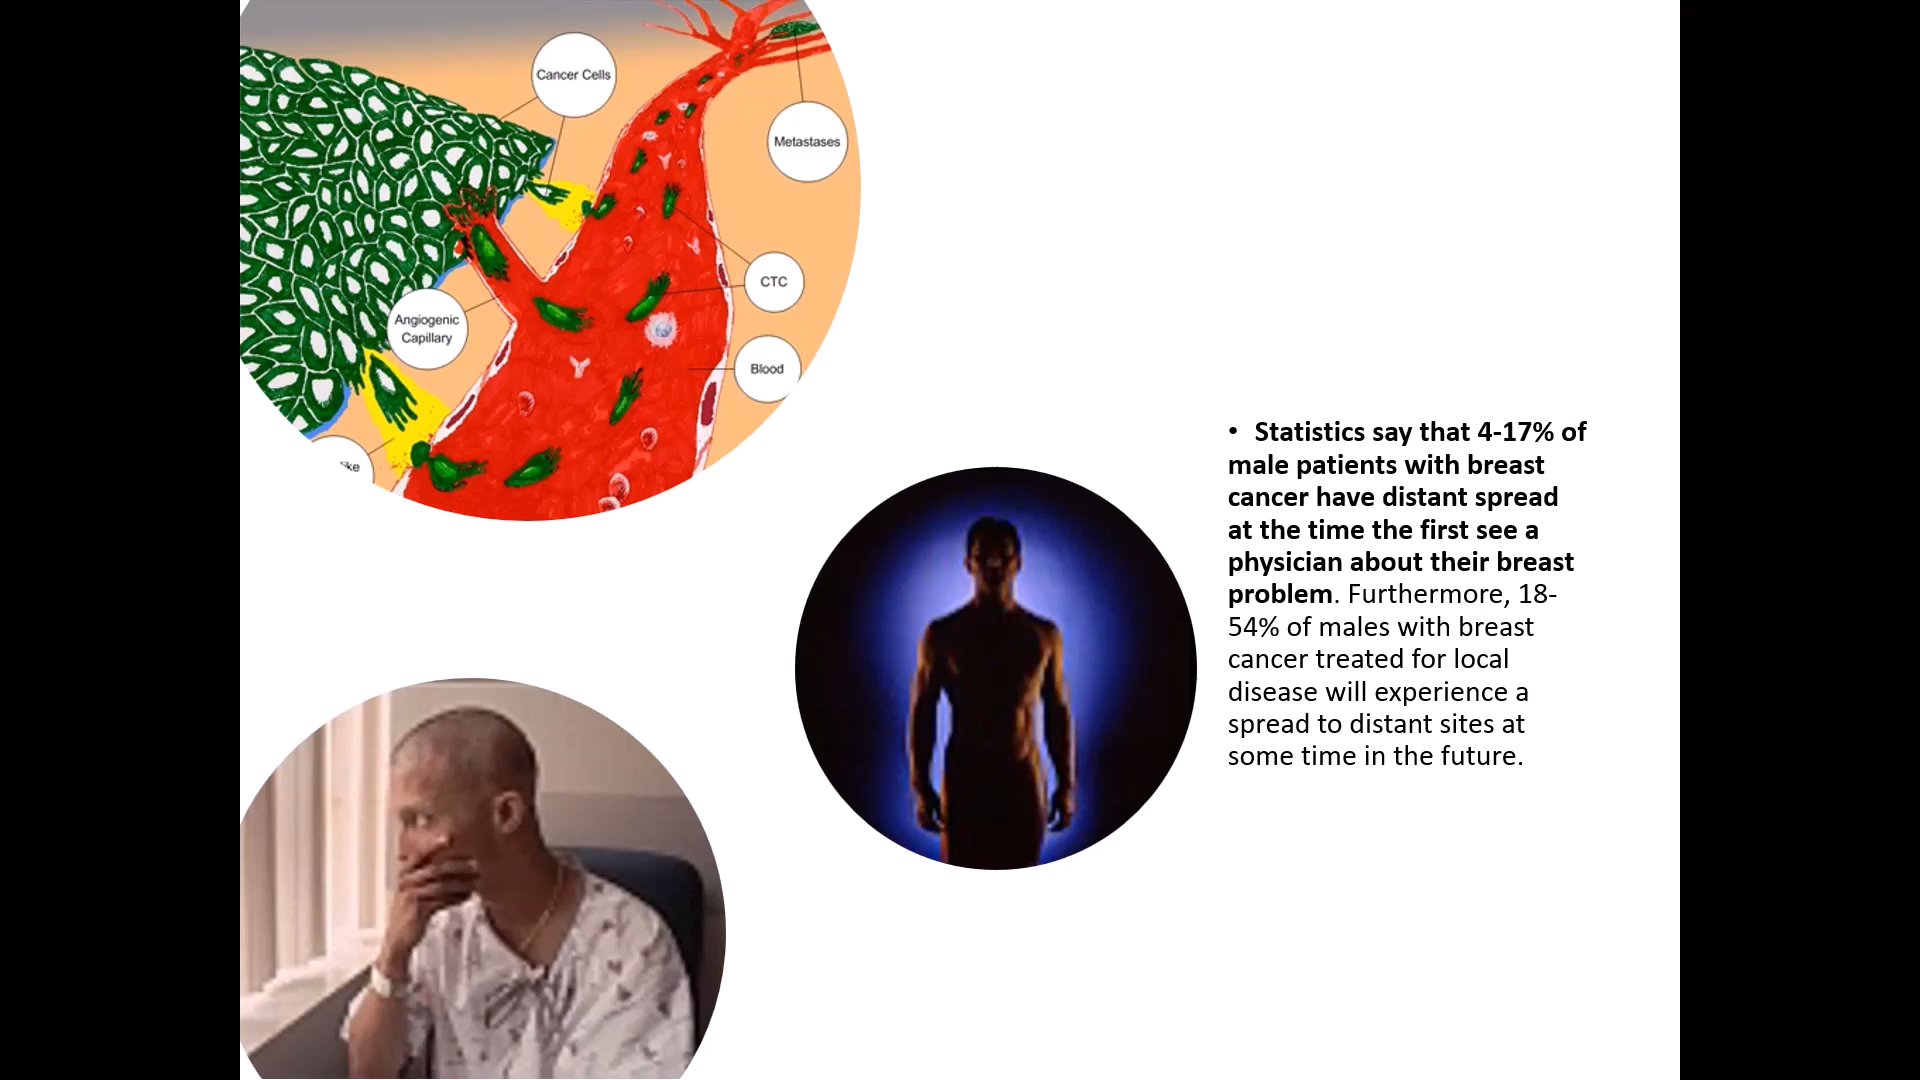 Cancer Cells
Metastases
CTC
Angiogenic
Capillary
Blood
• Statistics say that 4-17% of
male patients with breast
cancer have distant spread
at the time the first see a
physician about their breast
problem. Furthermore, 18-
54% of males with breast
cancer treated for local
disease will experience a
spread to distant sites at
some time in the future.